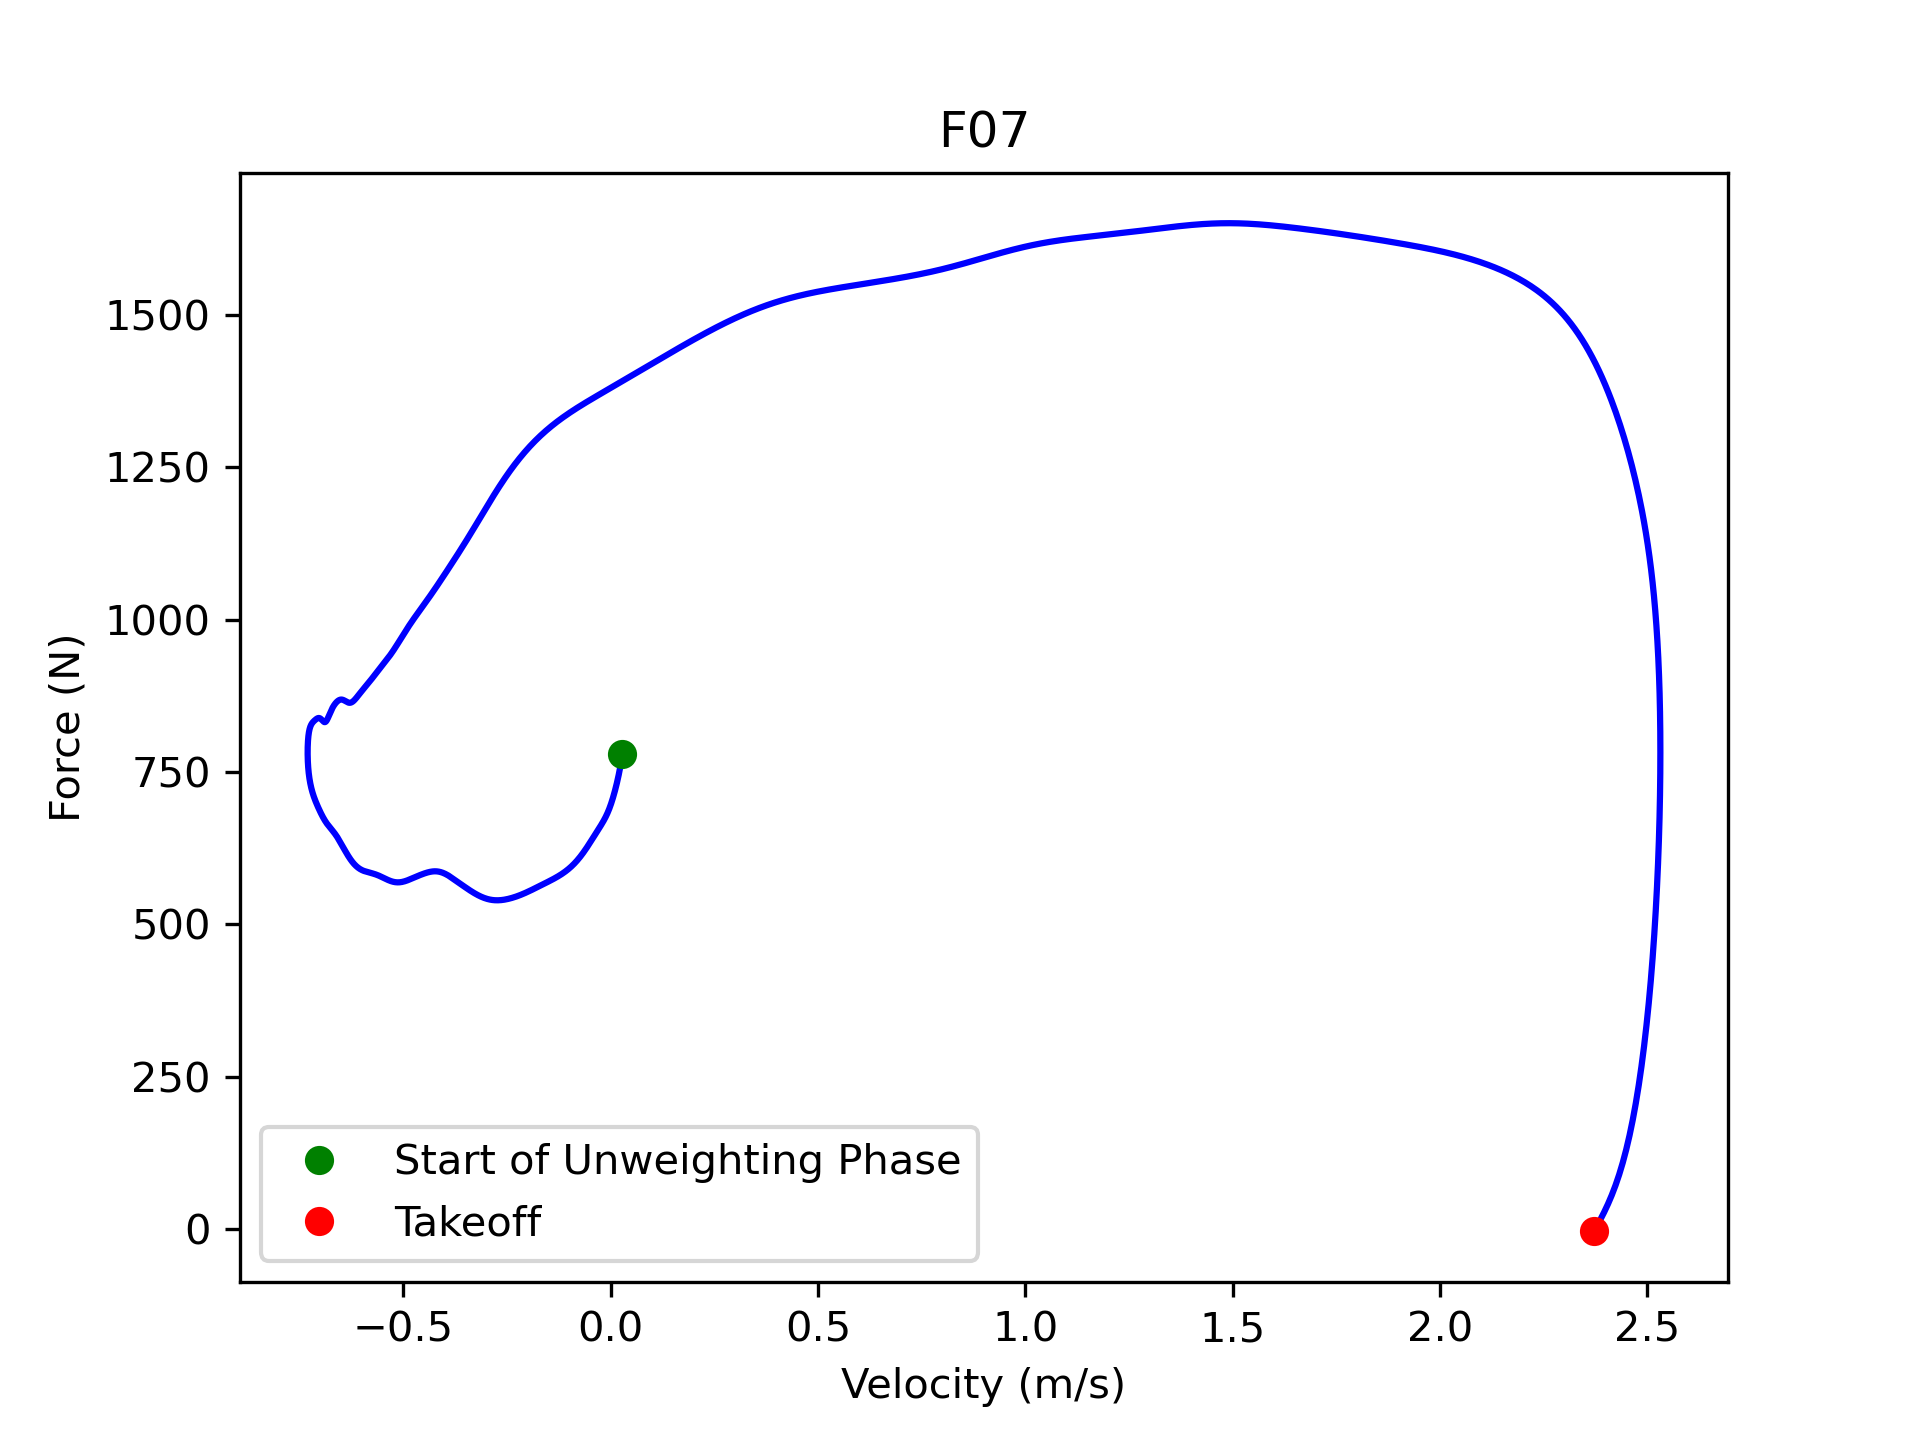 F07
Force (N)
1500
1250
1000
750
500
250
0
Start of Unweighting Phase
Takeoff
−0.5 0.0 0.5 1.0 1.5 2.0 2.5
Velocity (m/s)